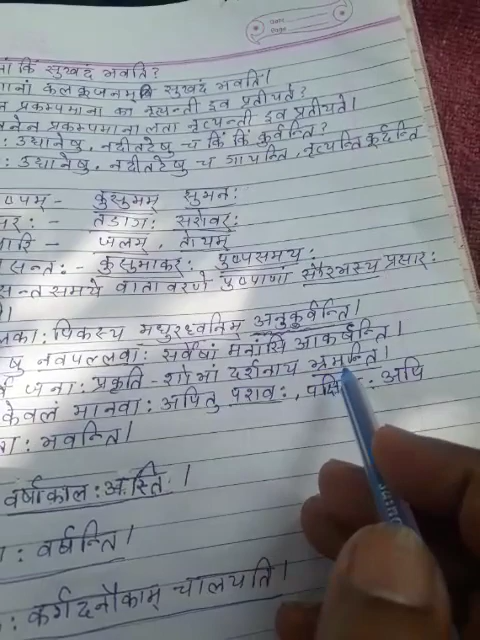 Date
Page
नां किं सुखदं भवति?
गानां कलकूजनम् सुखदं भवति।
न प्रकम्पमाना का नृत्यन्ती इव प्रतीयते?
वनेन प्रकम्पमाना लता नृत्यन्ती इव प्रतीयते।
: उद्यानेषु, नदीतटेषु च किं किं कुर्वन्ति?
: उद्यानेषु, नदीतटेषु च गायन्ति, नृत्यन्ति कूर्दन्ति
ष्पम् - कुसुमम् सुमनः
सरः - तडागः सरोवरः
वारि - जलम्, तोयम्
सन्तः - कुसुमाकरः पुष्पसमयः
सन्तसमये वातावरणे पुष्पाणां सौरभस्य प्रसारः
लकाः पिकस्य मधुरध्वनिम् अनुकुर्वन्ति।
षु नवपल्लवाः सर्वेषां मनांसि आकर्षन्ति।
जनाः प्रकृति-शोभां दर्शनाय भ्रमन्ति।
केवलं मानवाः अपितु पशवः, पक्षिणः अपि
भवन्ति।
वर्षाकालः अस्ति।
: वर्षन्ति।
: कर्गदनौकाम् चालयति।